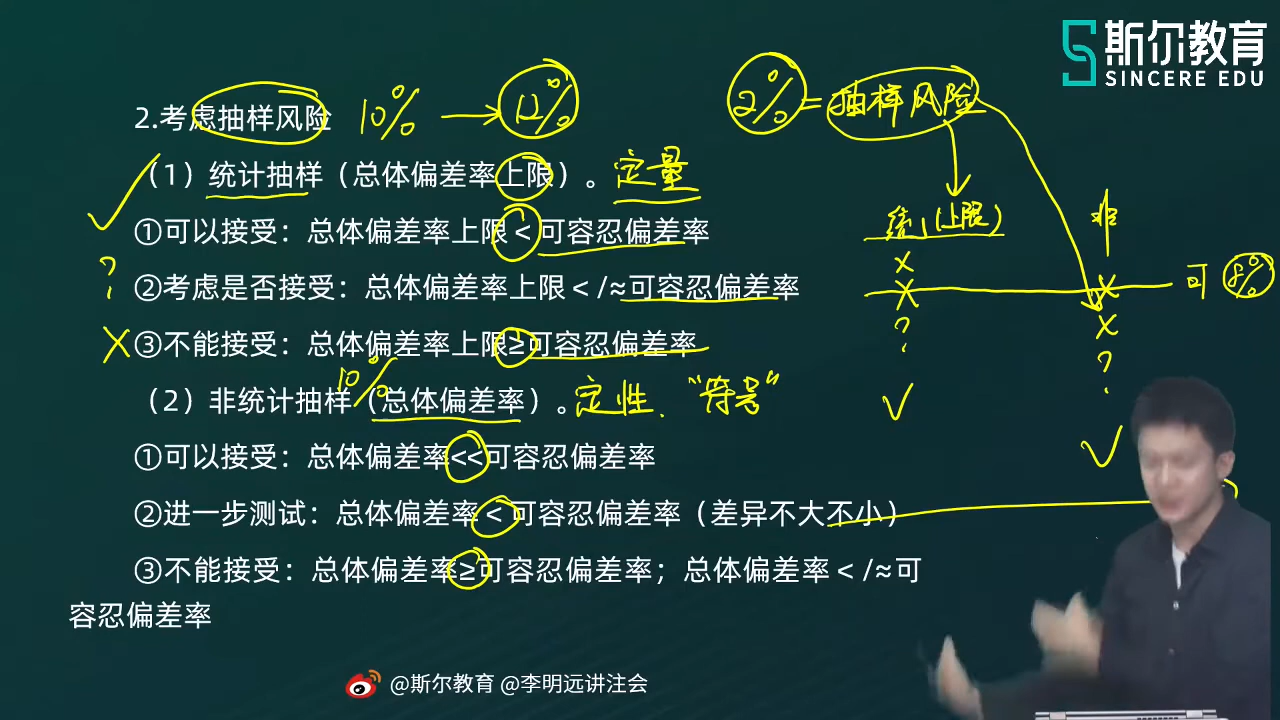 斯尔教育
SINCERE EDU
2.考虑抽样风险 10% → 12% 2% = 抽样风险
（1）统计抽样（总体偏差率上限）。定量
①可以接受：总体偏差率上限 < 可容忍偏差率
统（上限） 非
? ②考虑是否接受：总体偏差率上限 < /≈可容忍偏差率
可 8%
③不能接受：总体偏差率上限≥可容忍偏差率
10%
（2）非统计抽样（总体偏差率）。定性、“符号”
①可以接受：总体偏差率<<可容忍偏差率
②进一步测试：总体偏差率 < 可容忍偏差率（差异不大不小）
③不能接受：总体偏差率≥可容忍偏差率；总体偏差率 < /≈可
容忍偏差率
@斯尔教育 @李明远讲注会